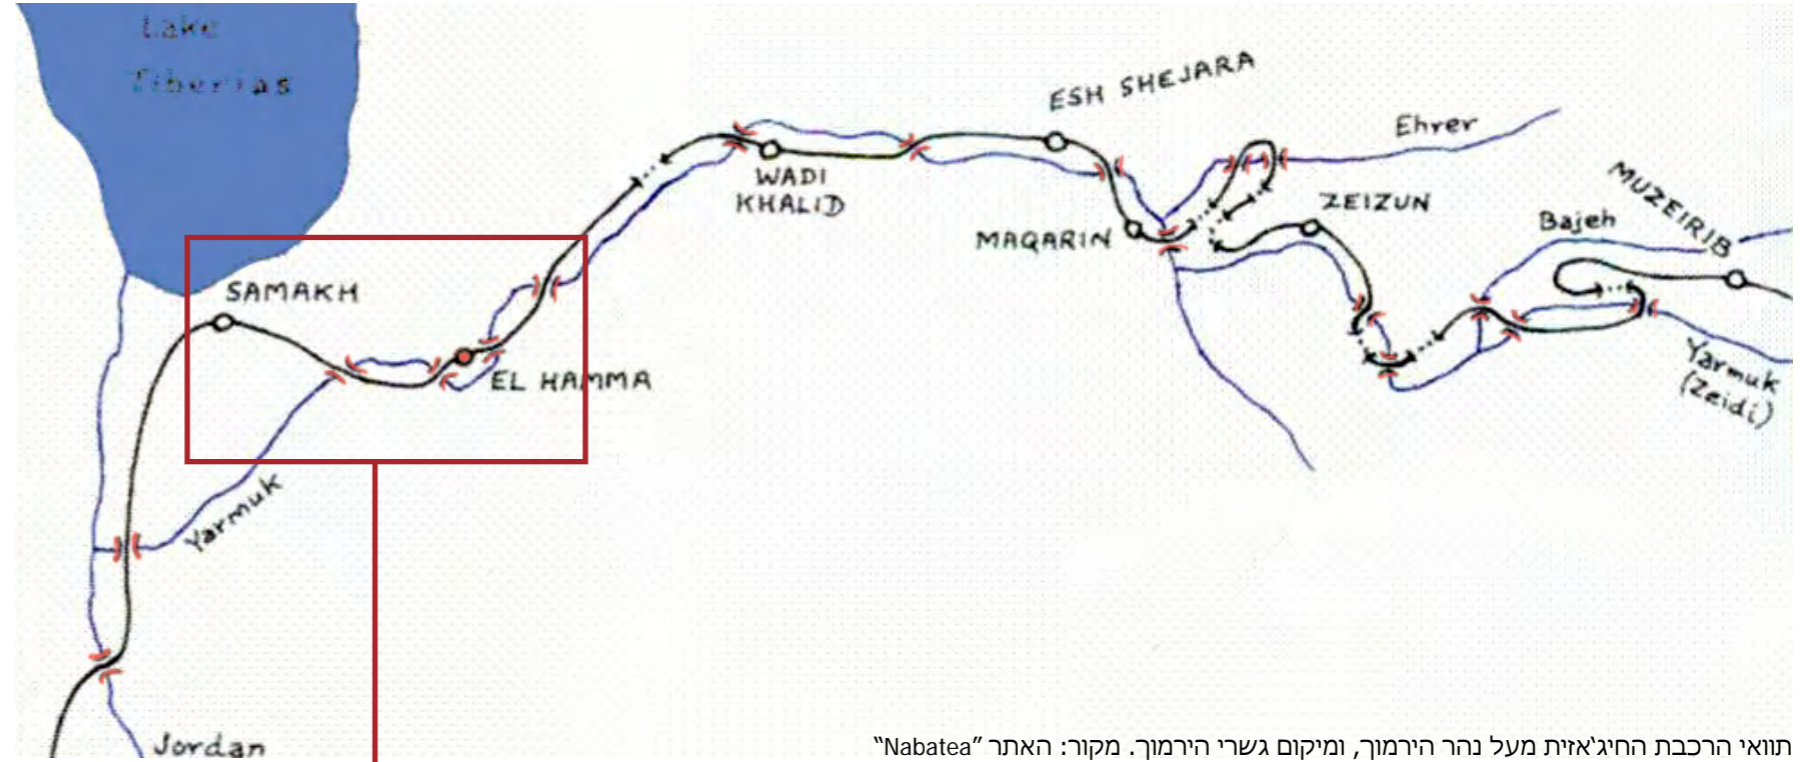 Lake
Tiberias
ESH SHEJARA
Ehrer
WADI
KHALID
ZEIZUN
MUZEIRIB
MAQARIN
Bajeh
SAMAKH
EL HAMMA
Yarmuk
(Zeidi)
Yarmuk
Jordan
תוואי הרכבת החיג'אזית מעל נהר הירמוך, ומיקום גשרי הירמוך. מקור: האתר "Nabatea"